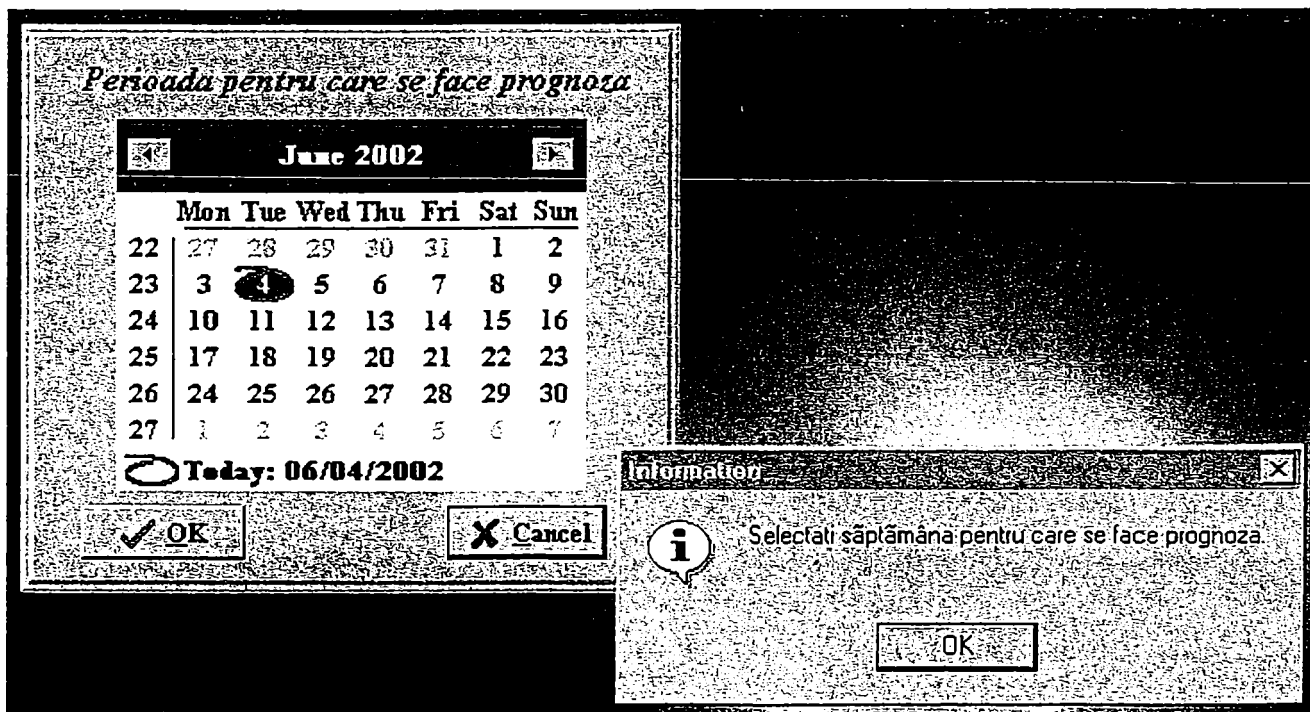 Perioada pentru care se face prognoza
June 2002
Mon Tue Wed Thu Fri Sat Sun
22 27 28 29 30 31 1 2
23 3 4 5 6 7 8 9
24 10 11 12 13 14 15 16
25 17 18 19 20 21 22 23
26 24 25 26 27 28 29 30
27 1 2 3 4 5 6 7
Today: 06/04/2002
OK Cancel
Information
Selectati săptămâna pentru care se face prognoza.
OK